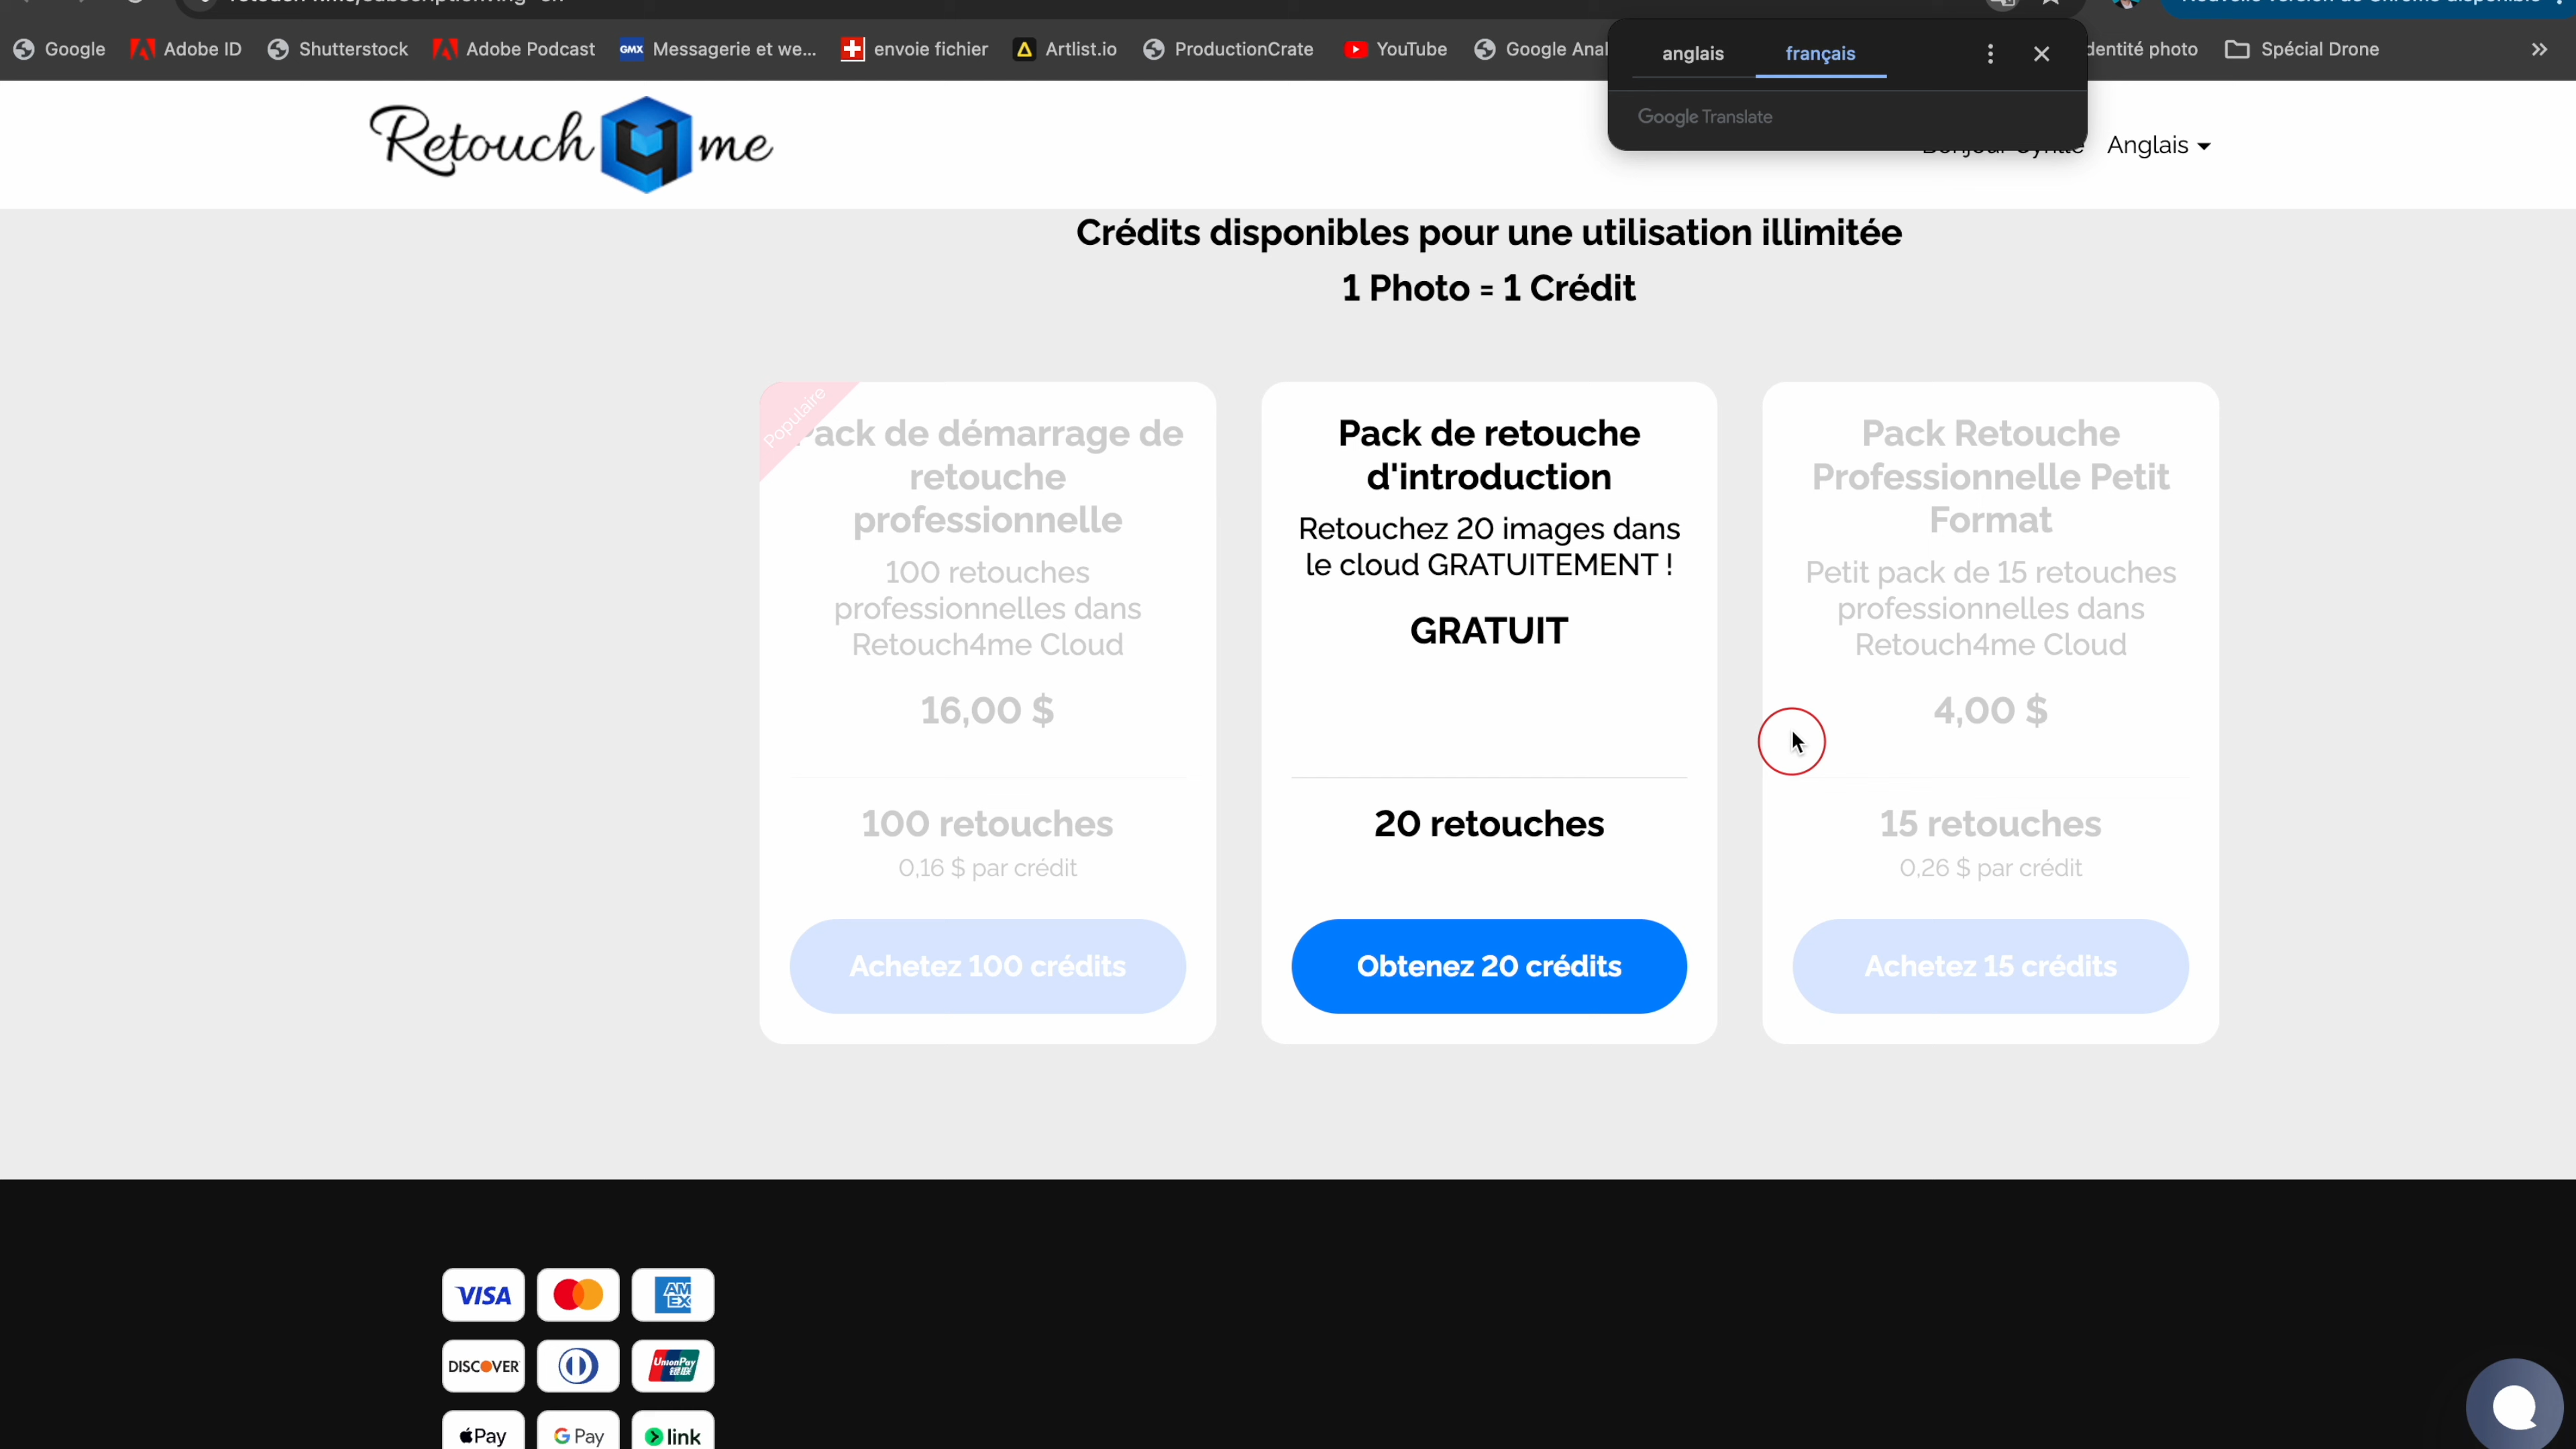 Google
Adobe ID
Shutterstock
Adobe Podcast
GMX Messagerie et we...
envoie fichier
Artlist.io
ProductionCrate
YouTube
Google Anal
dentité photo
Spécial Drone
anglais
français
Google Translate
Retouch4me
Anglais
Crédits disponibles pour une utilisation illimitée
1 Photo = 1 Crédit
Populaire
Pack de démarrage de
retouche
professionnelle
100 retouches
professionnelles dans
Retouch4me Cloud
16,00 $
100 retouches
0,16 $ par crédit
Achetez 100 crédits
Pack de retouche
d'introduction
Retouchez 20 images dans
le cloud GRATUITEMENT !
GRATUIT
20 retouches
Obtenez 20 crédits
Pack Retouche
Professionnelle Petit
Format
Petit pack de 15 retouches
professionnelles dans
Retouch4me Cloud
4,00 $
15 retouches
0,26 $ par crédit
Achetez 15 crédits
VISA
AMEX
DISCOVER
UnionPay
银联
Pay
G Pay
link